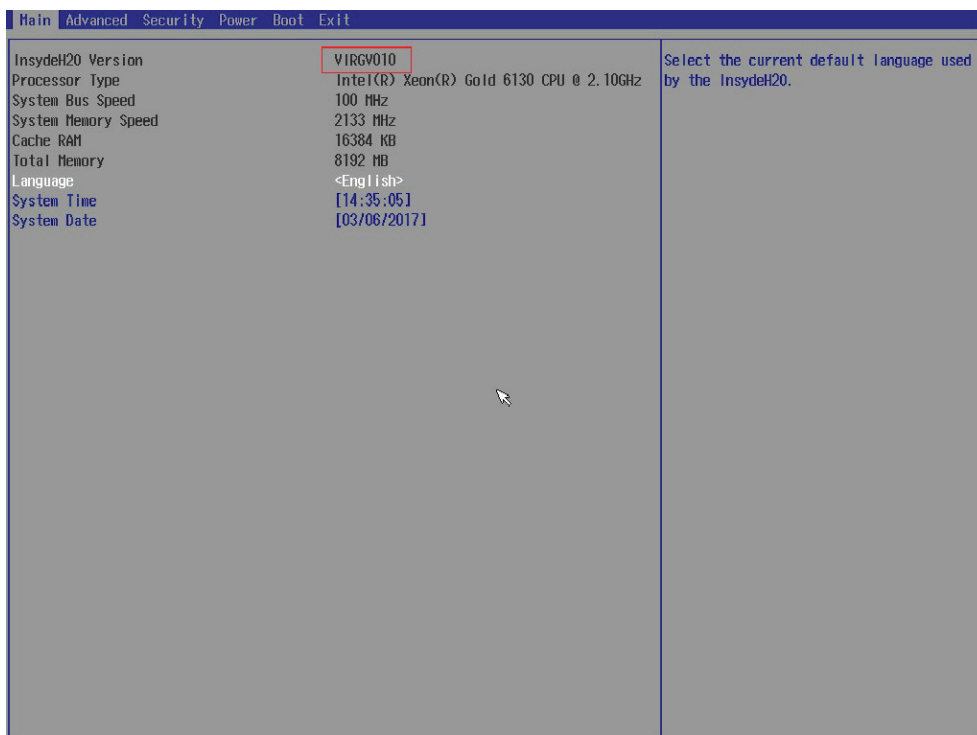 Main Advanced Security Power Boot Exit
InsydeH20 Version VIRGV010
Processor Type Intel(R) Xeon(R) Gold 6130 CPU @ 2.10GHz
System Bus Speed 100 MHz
System Memory Speed 2133 MHz
Cache RAM 16384 KB
Total Memory 8192 MB
Language <English>
System Time [14:35:05]
System Date [03/06/2017]
Select the current default language used
by the InsydeH20.